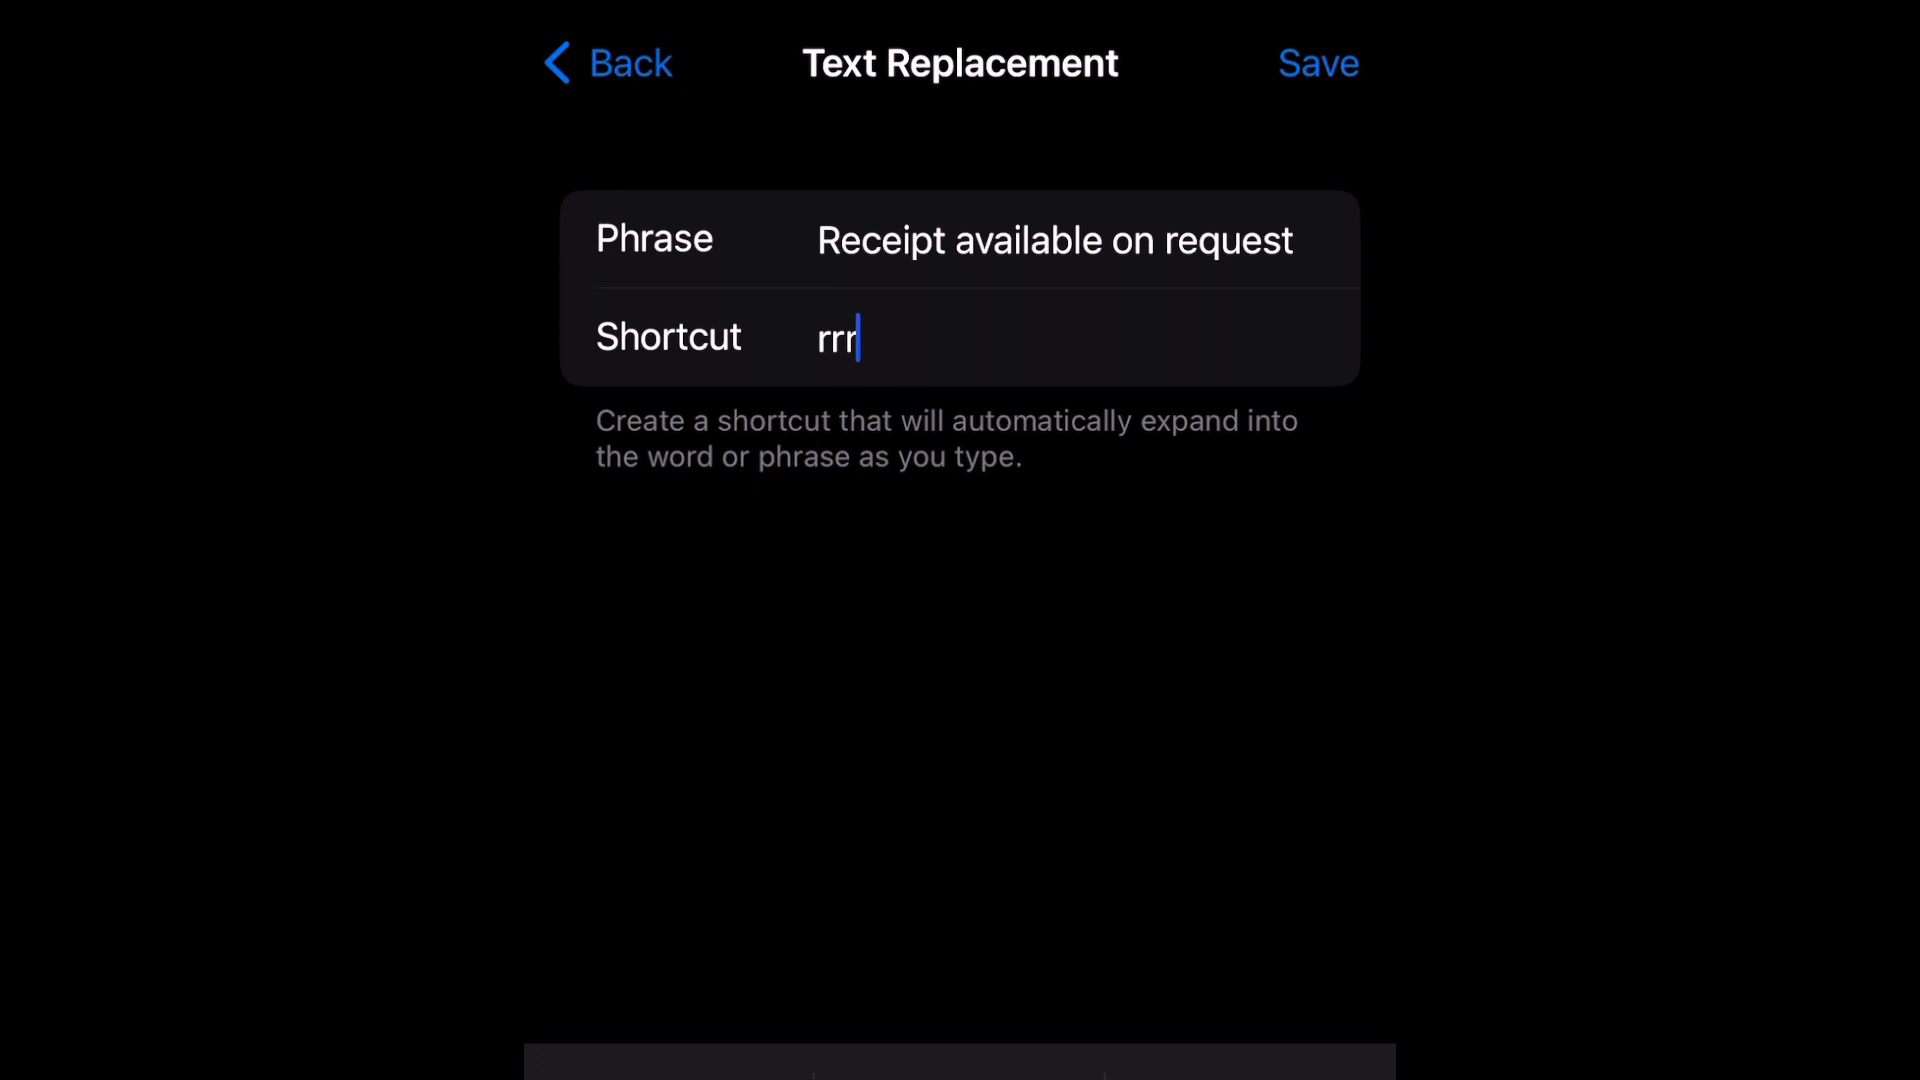 Back Text Replacement Save
Phrase Receipt available on request
Shortcut rrr
Create a shortcut that will automatically expand into
the word or phrase as you type.